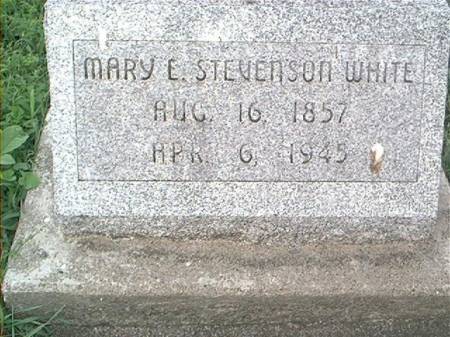 MARY E. STEVENSON WHITE
AUG. 16, 1857
APR. 6, 1945